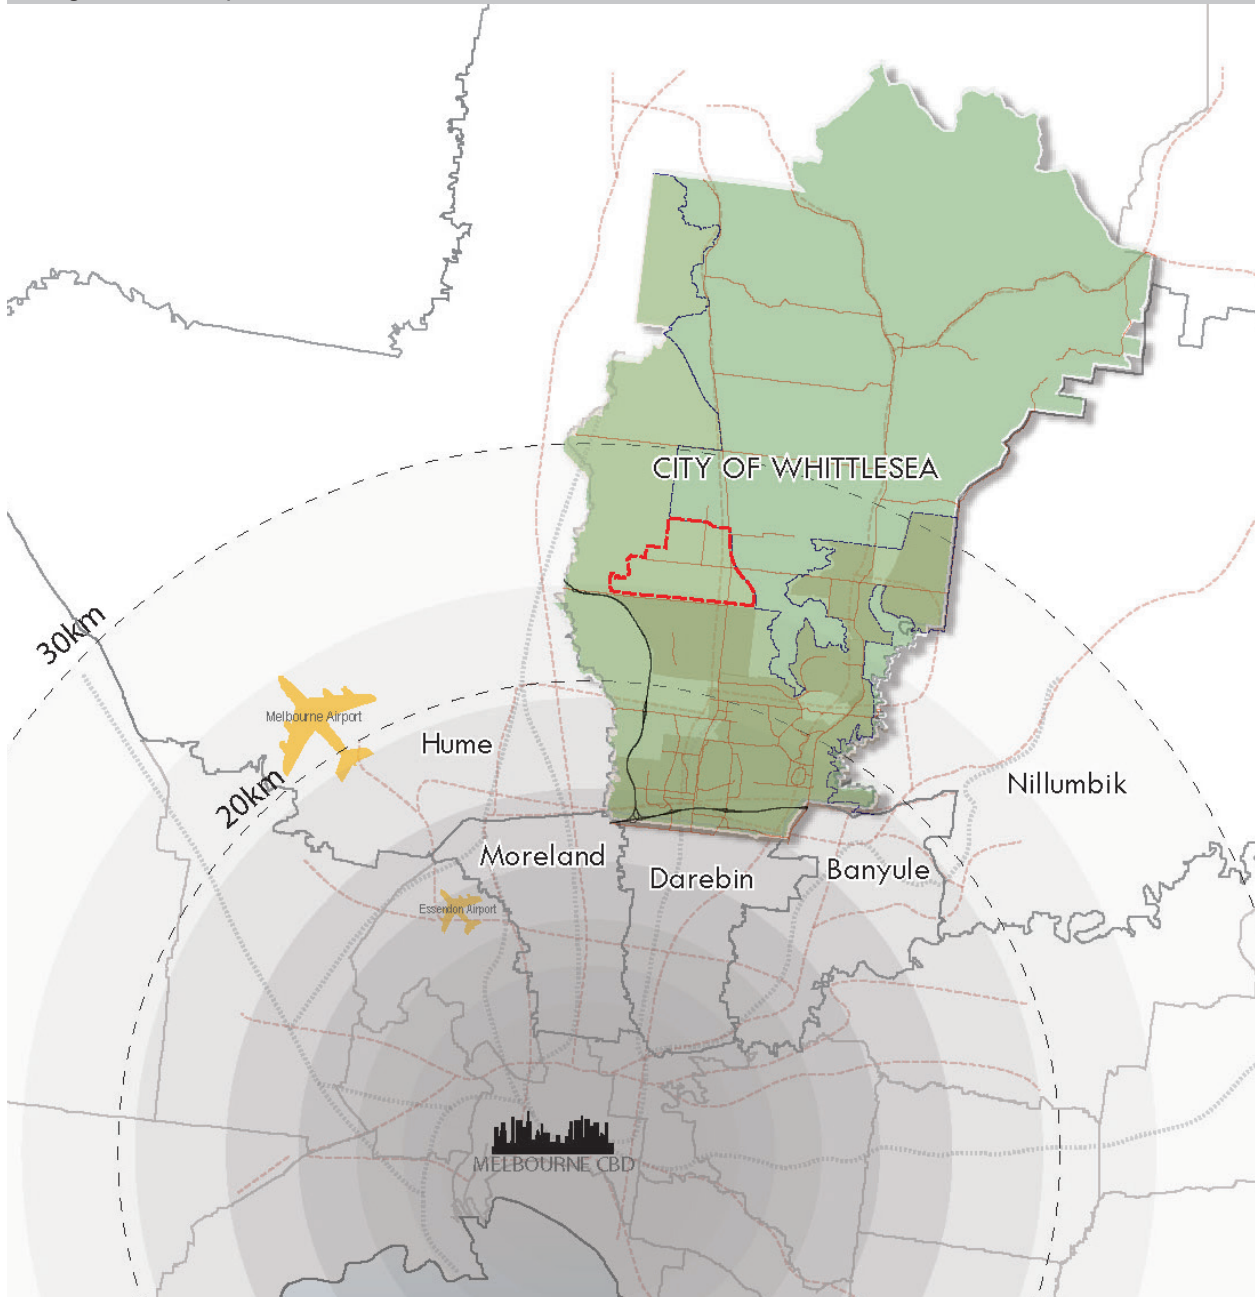 CITY OF WHITTLESEA
30km
Melbourne Airport
Hume
20km
Nillumbik
Moreland
Darebin
Banyule
Essendon Airport
MELBOURNE CBD